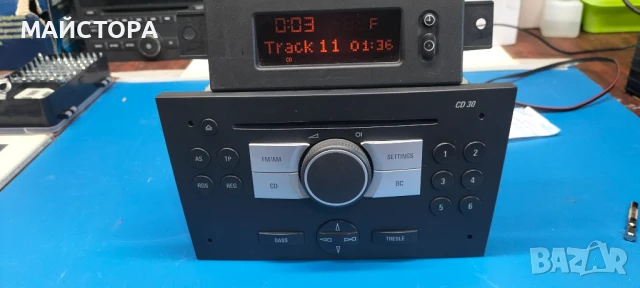 МАЙСТОРА
0:03 F
Track 11 01:36
CD
CD 30
AS TP
FM/AM SETTINGS
1 2
RDS REG
CD BC
3 4
5 6
BASS TREBLE
BAZAR